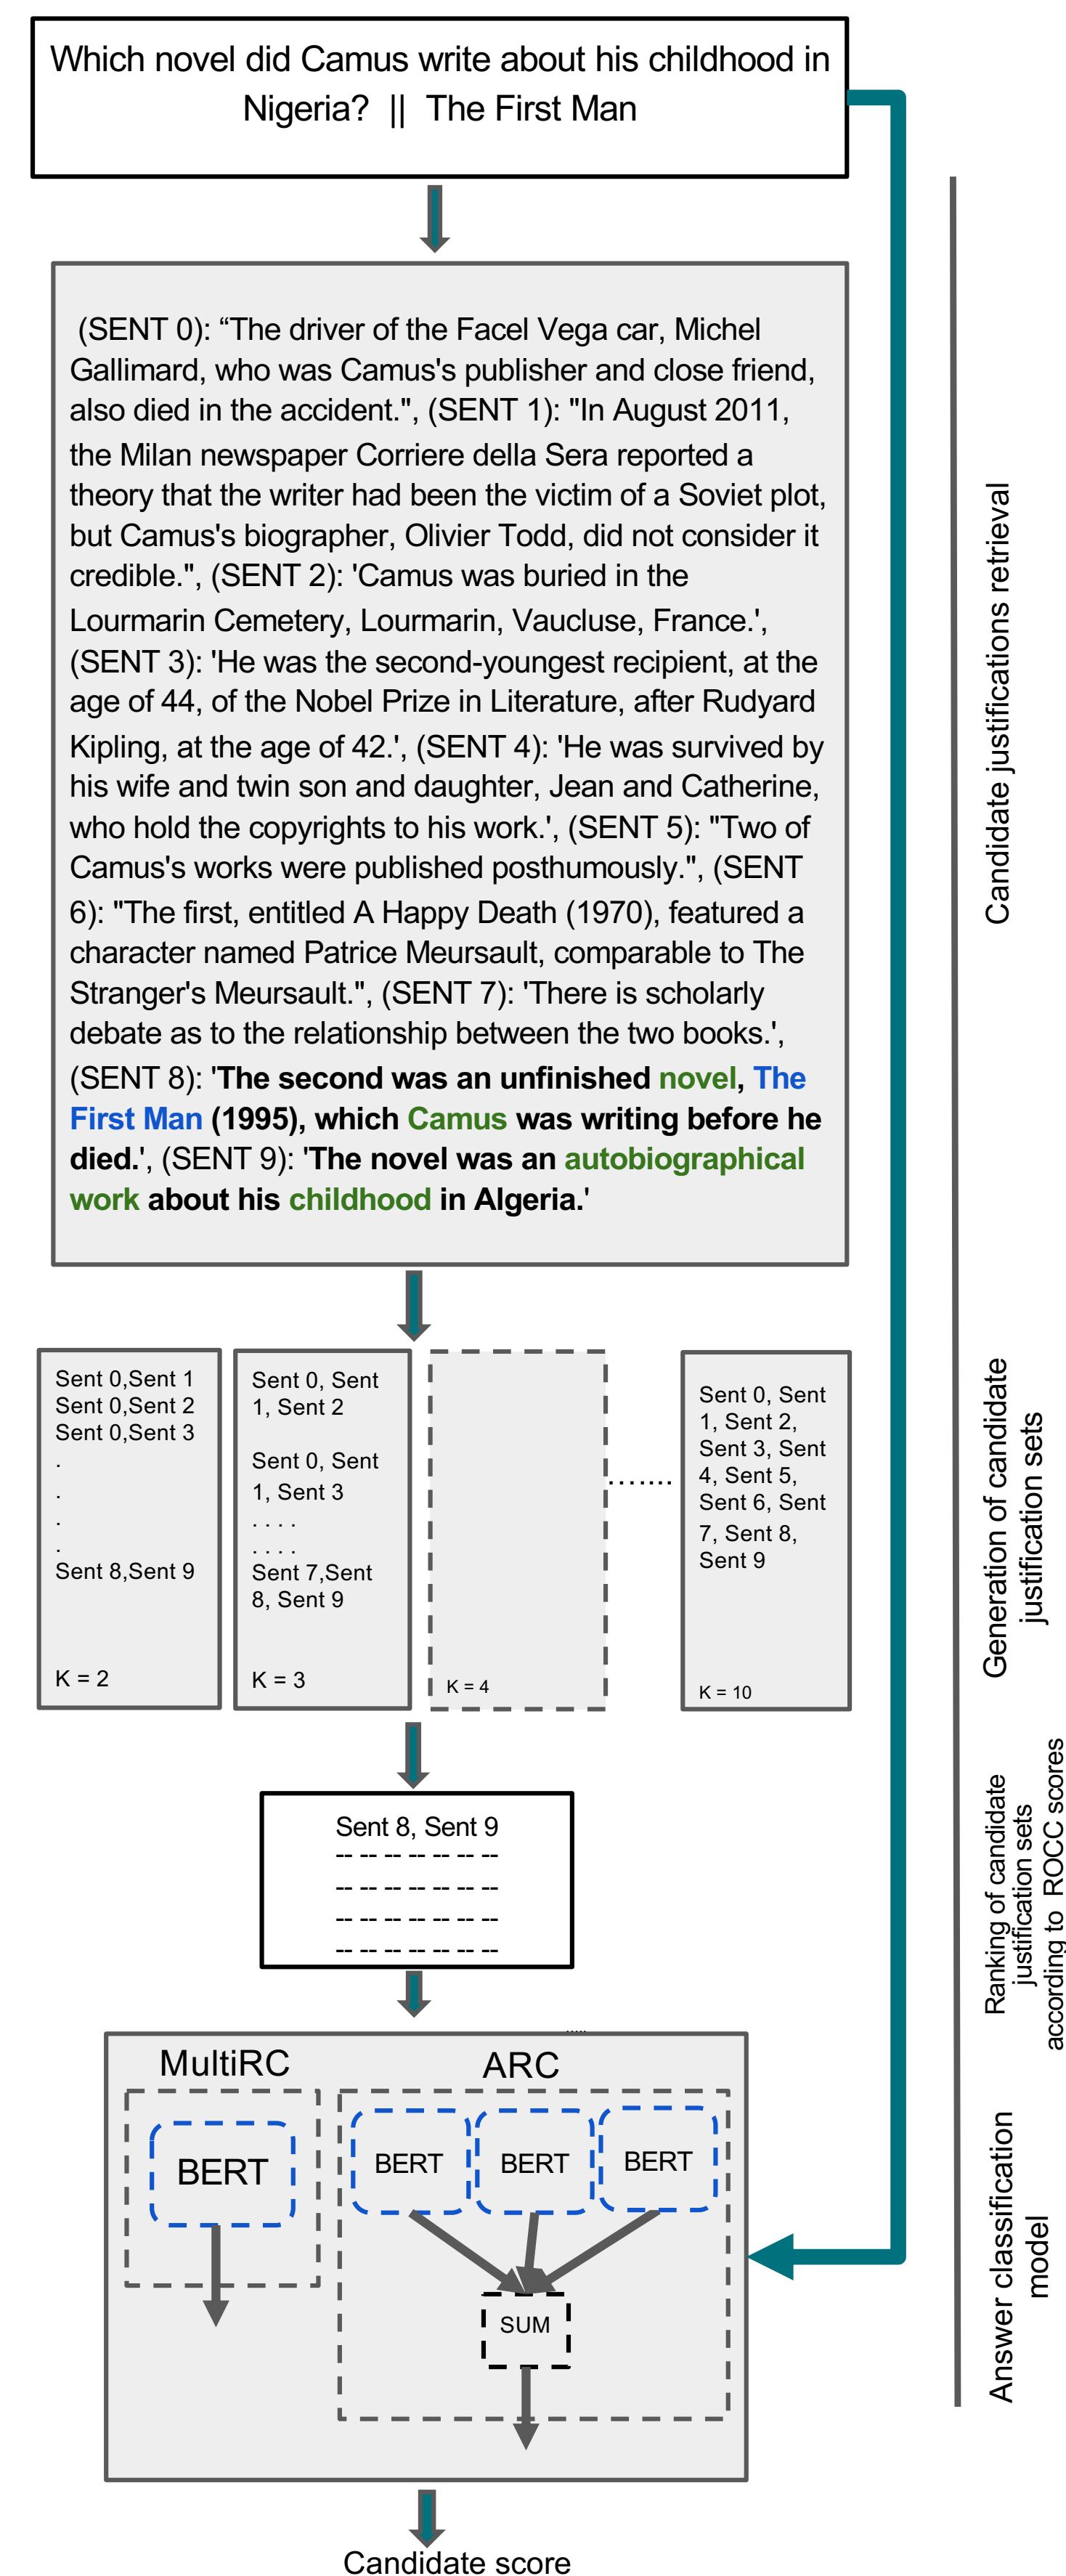 Which novel did Camus write about his childhood in
Nigeria? || The First Man
(SENT 0): “The driver of the Facel Vega car, Michel
Gallimard, who was Camus's publisher and close friend,
also died in the accident.", (SENT 1): "In August 2011,
the Milan newspaper Corriere della Sera reported a
theory that the writer had been the victim of a Soviet plot,
but Camus's biographer, Olivier Todd, did not consider it
credible.", (SENT 2): 'Camus was buried in the
Lourmarin Cemetery, Lourmarin, Vaucluse, France.',
(SENT 3): 'He was the second-youngest recipient, at the
age of 44, of the Nobel Prize in Literature, after Rudyard
Kipling, at the age of 42.', (SENT 4): 'He was survived by
his wife and twin son and daughter, Jean and Catherine,
who hold the copyrights to his work.', (SENT 5): "Two of
Camus's works were published posthumously.", (SENT
6): "The first, entitled A Happy Death (1970), featured a
character named Patrice Meursault, comparable to The
Stranger's Meursault.", (SENT 7): 'There is scholarly
debate as to the relationship between the two books.',
(SENT 8): 'The second was an unfinished novel, The
First Man (1995), which Camus was writing before he
died.', (SENT 9): 'The novel was an autobiographical
work about his childhood in Algeria.'
Candidate justifications retrieval
Sent 0,Sent 1
Sent 0,Sent 2
Sent 0,Sent 3
.
.
.
.
Sent 8,Sent 9
K = 2
Sent 0, Sent
1, Sent 2
Sent 0, Sent
1, Sent 3
. . . .
. . . .
Sent 7,Sent
8, Sent 9
K = 3
K = 4
.......
Sent 0, Sent
1, Sent 2,
Sent 3, Sent
4, Sent 5,
Sent 6, Sent
7, Sent 8,
Sent 9
K = 10
Generation of candidate
justification sets
Sent 8, Sent 9
-- -- -- -- -- -- --
-- -- -- -- -- -- --
-- -- -- -- -- -- --
-- -- -- -- -- -- --
Ranking of candidate
justification sets
according to ROCC scores
.....
MultiRC
ARC
BERT
BERT
BERT
BERT
SUM
Answer classification
model
Candidate score